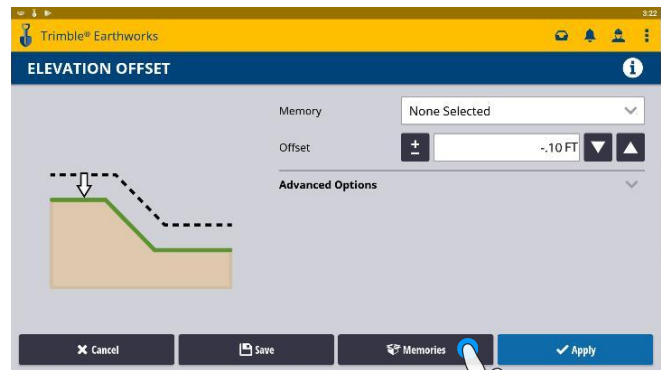 3:22
Trimble® Earthworks
ELEVATION OFFSET
Memory None Selected
Offset ± -.10 FT
Advanced Options
Cancel Save Memories Apply